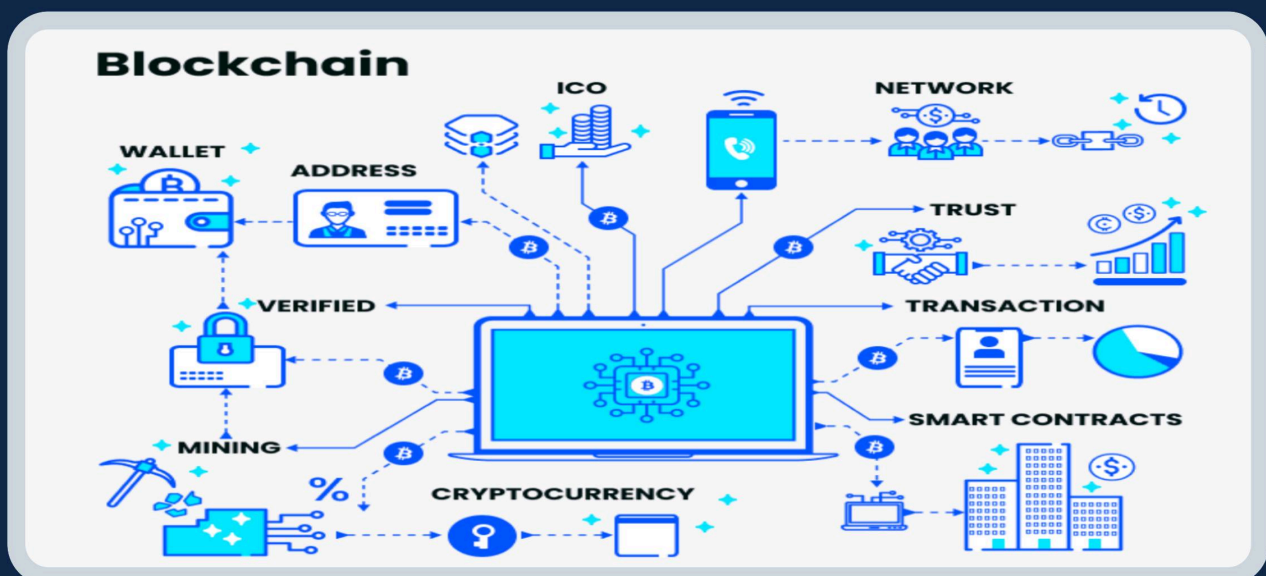 Blockchain
ICO
NETWORK
WALLET
ADDRESS
TRUST
VERIFIED
TRANSACTION
SMART CONTRACTS
MINING
%
CRYPTOCURRENCY